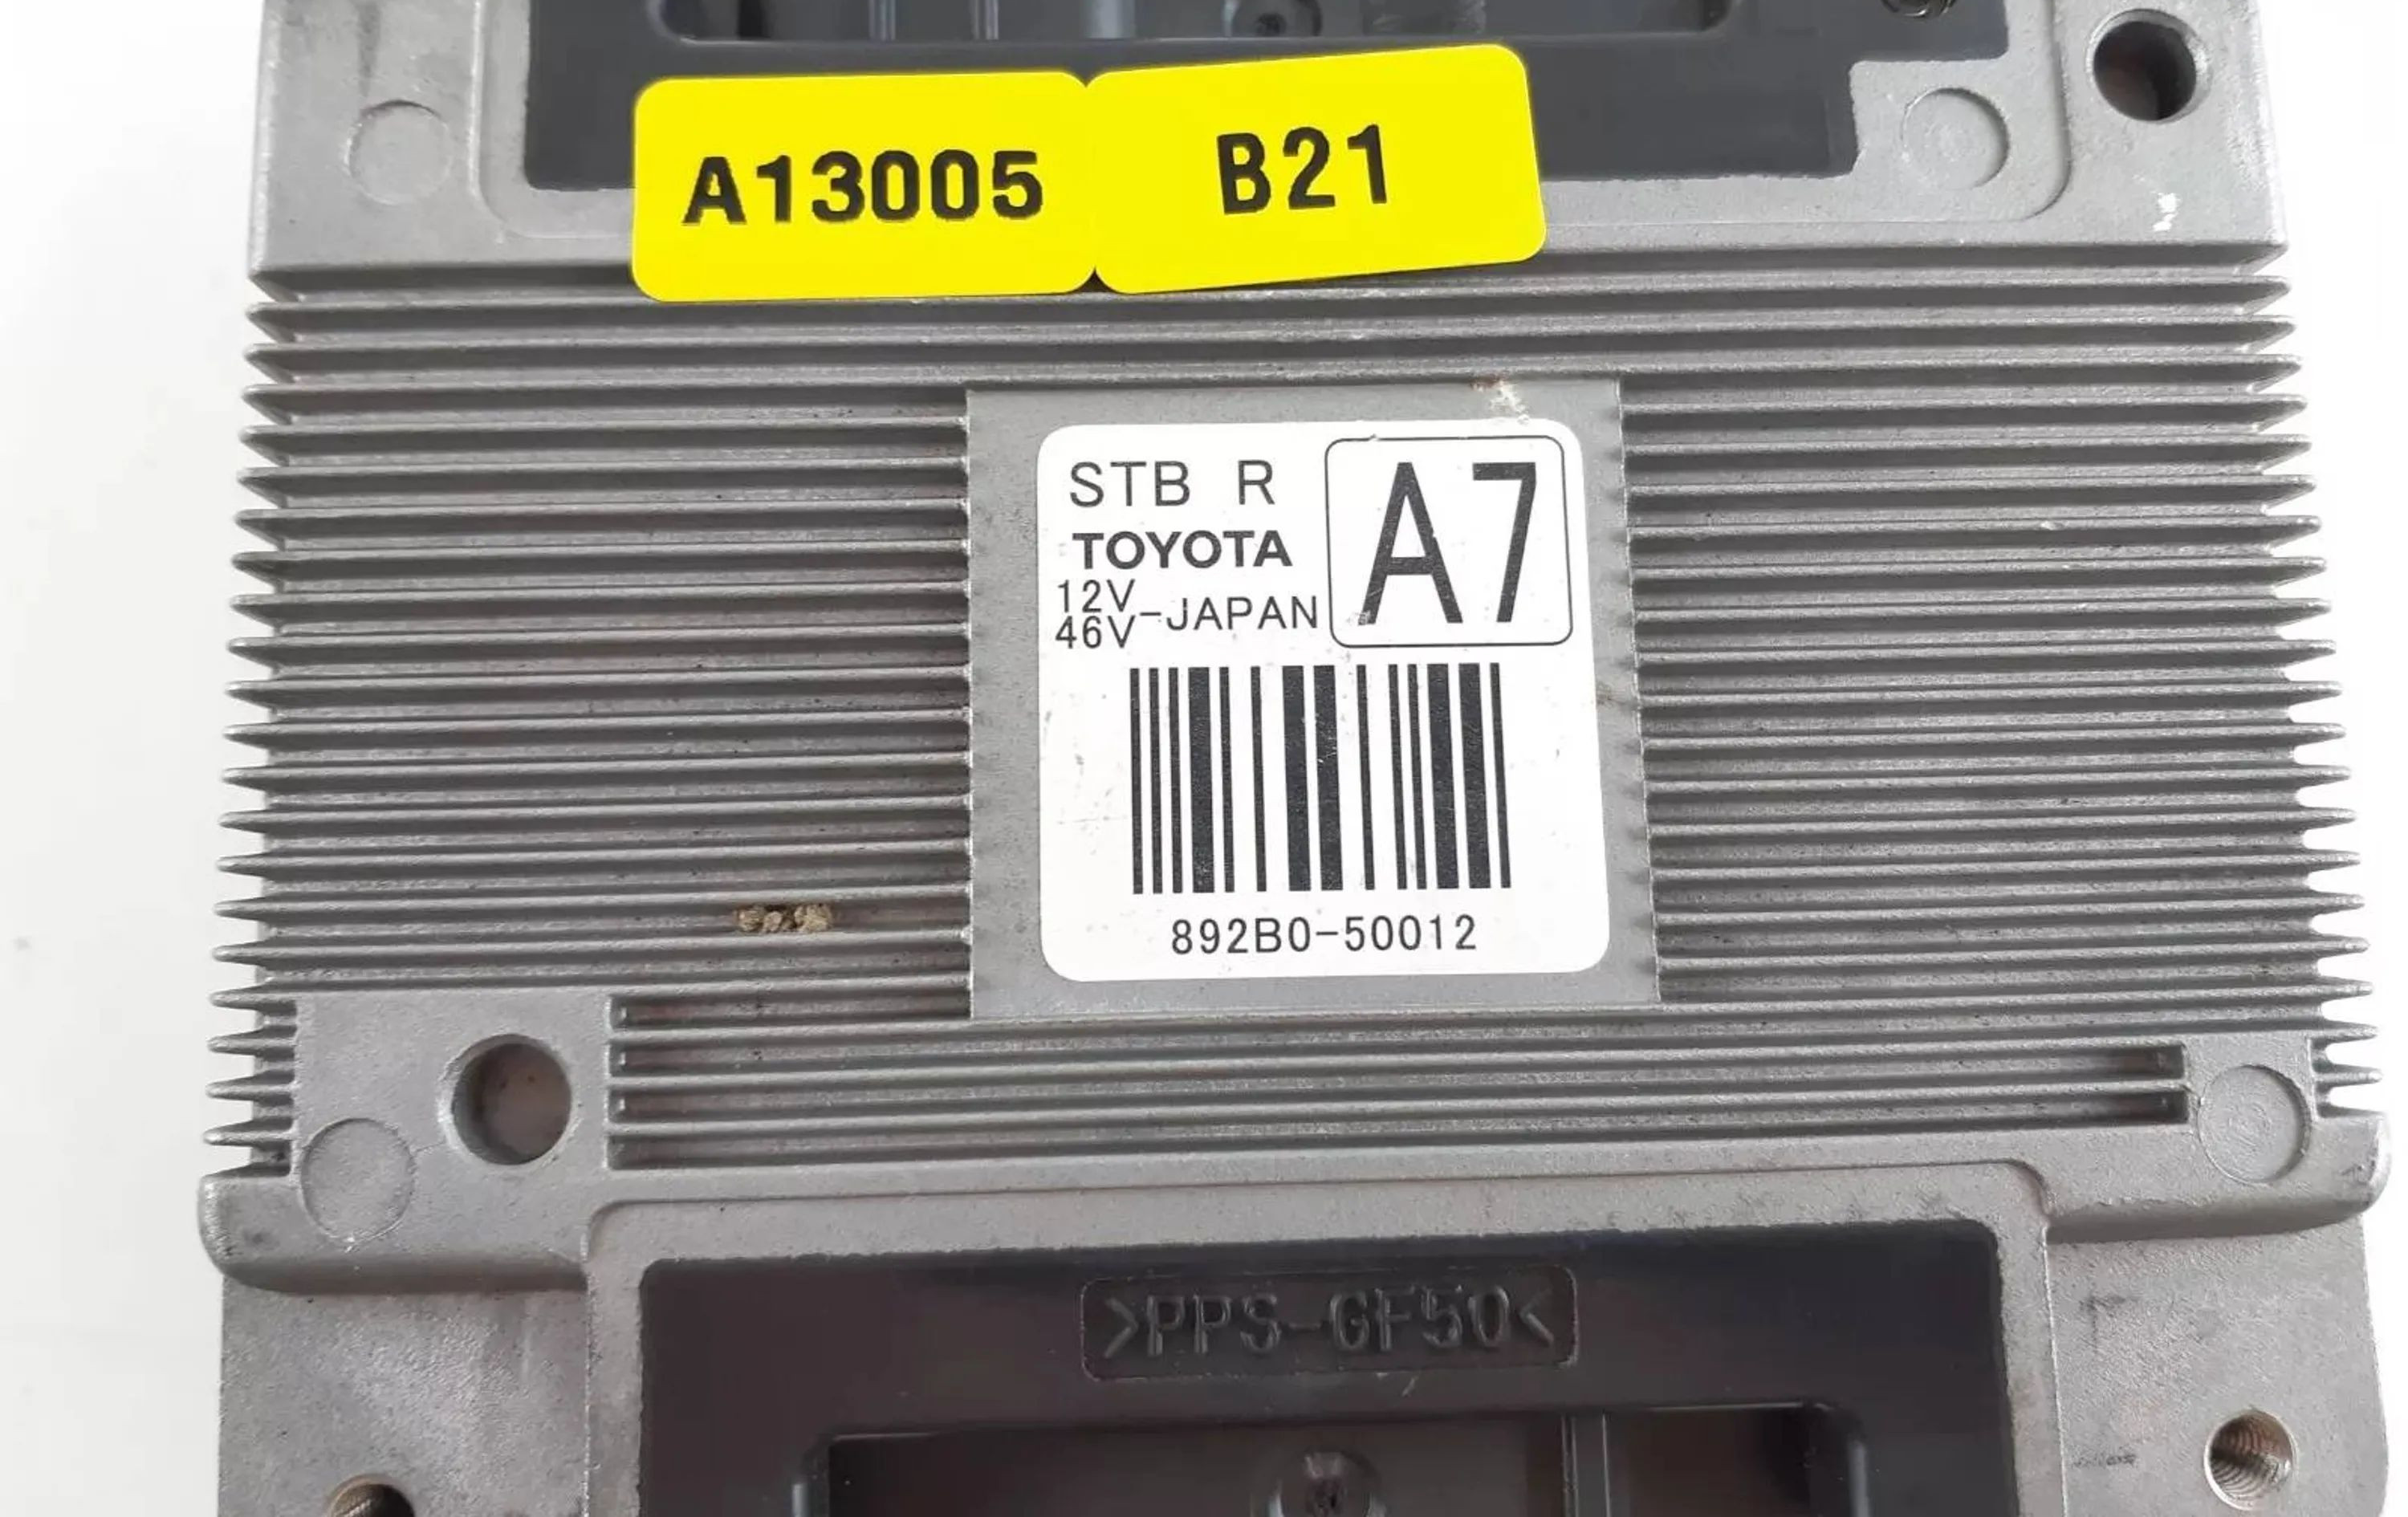 A13005 B21
STB R
TOYOTA
12V
46V-JAPAN
A7
892B0-50012
>PPS-GF50<